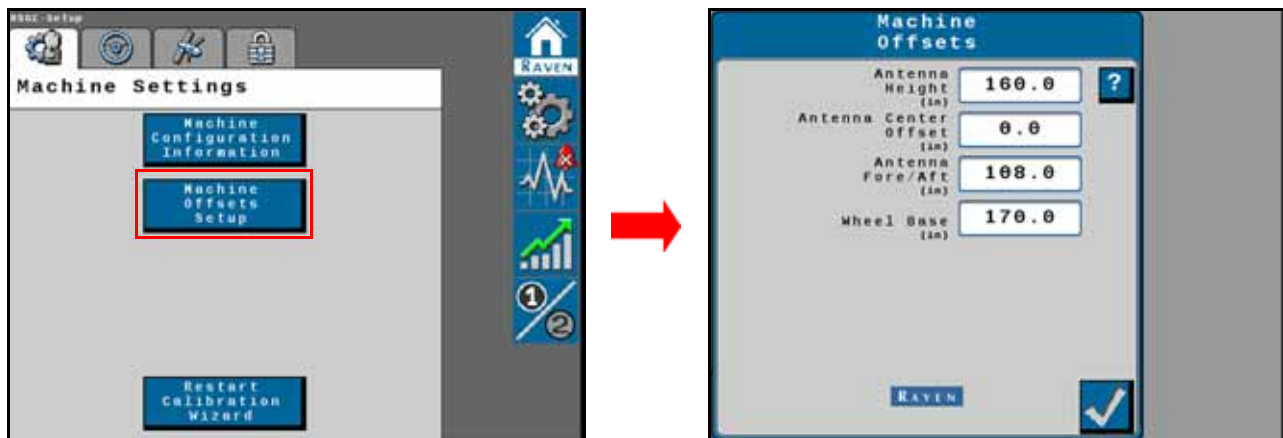 RSGC-Setup
Machine Settings
Machine
Configuration
Information
Machine
Offsets
Setup
Restart
Calibration
Wizard
RAVEN
1
2
Machine
Offsets
Antenna
Height
(in)
160.0
?
Antenna Center
Offset
(in)
0.0
Antenna
Fore/Aft
(in)
108.0
Wheel Base
(in)
170.0
RAVEN